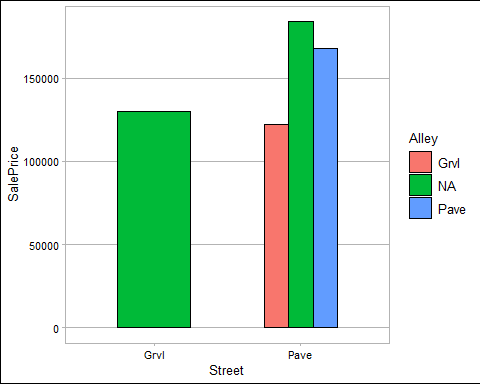 SalePrice
150000
100000
50000
0
Grvl
Pave
Street
Alley
Grvl
NA
Pave